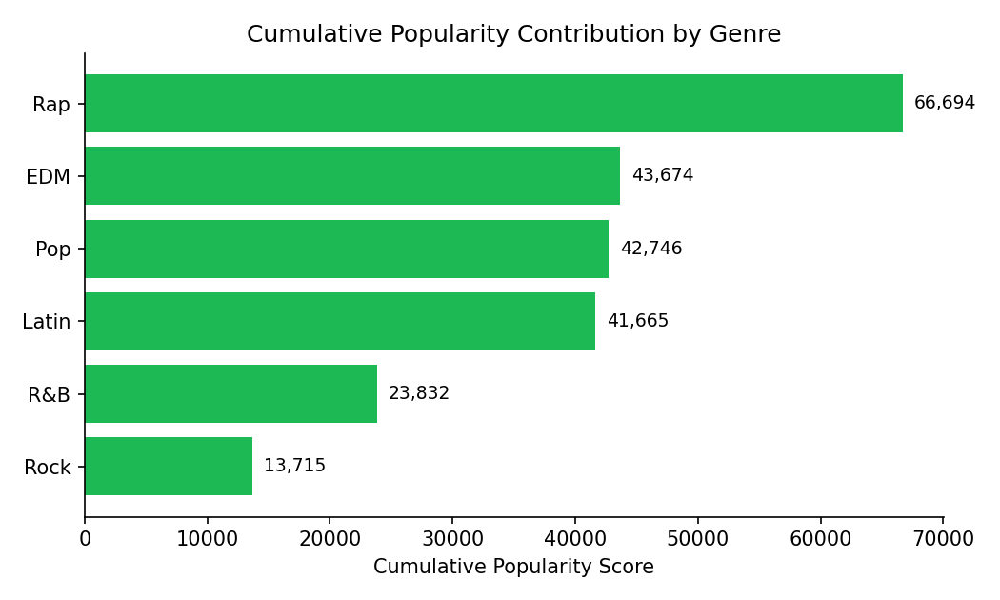 Cumulative Popularity Contribution by Genre
Rap 66,694
EDM 43,674
Pop 42,746
Latin 41,665
R&B 23,832
Rock 13,715
0 10000 20000 30000 40000 50000 60000 70000
Cumulative Popularity Score